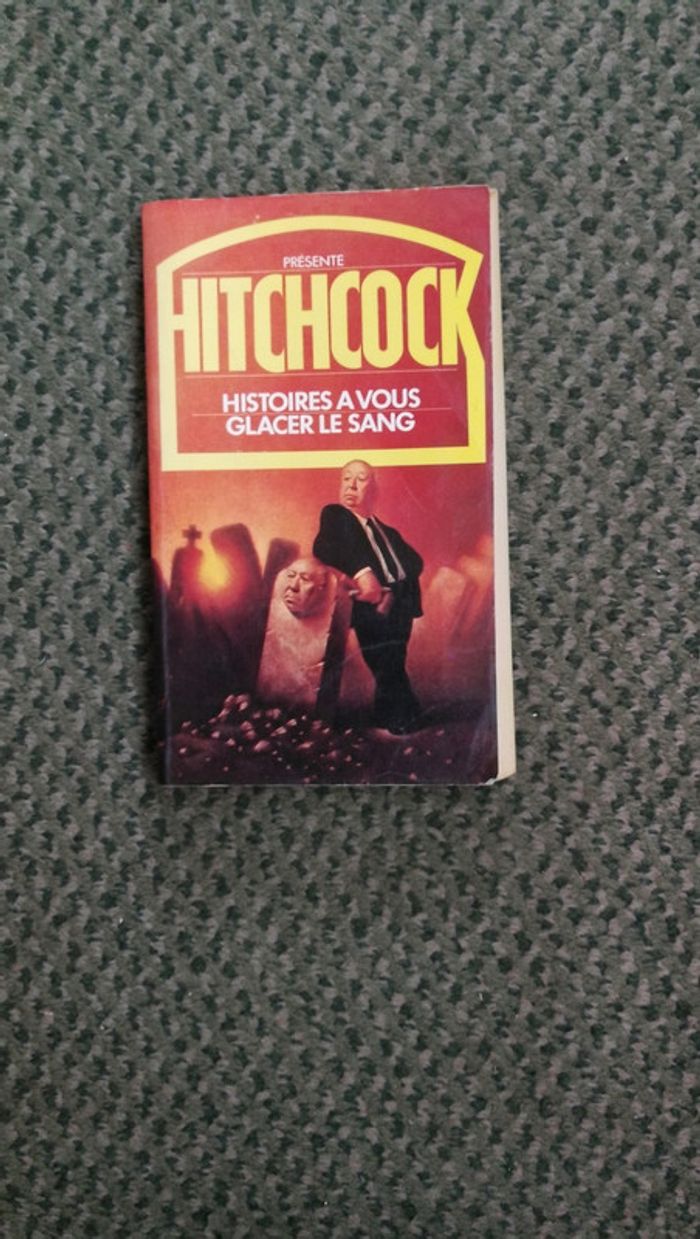 PRÉSENTE
HITCHCOCK
HISTOIRES A VOUS
GLACER LE SANG